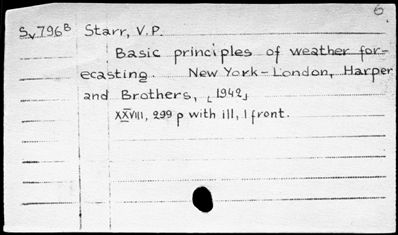 6.
Sv796B Starr, V.P.
Basic principles of weather for-
ecasting. New York-London, Harper
and Brothers, [1942]
XXVIII, 299 p with ill, 1 front.